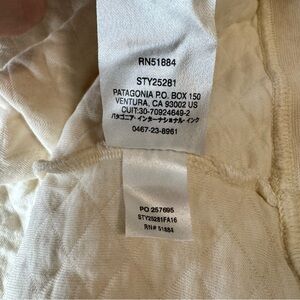 RN51884
STY25281
PATAGONIA P.O. BOX 150
VENTURA, CA 93002 US
CUIT:30-70924649-2
パタゴニア・インターナショナル・インク
0467-23-8961
PO 257695
STY25281FA16
RN# 51884